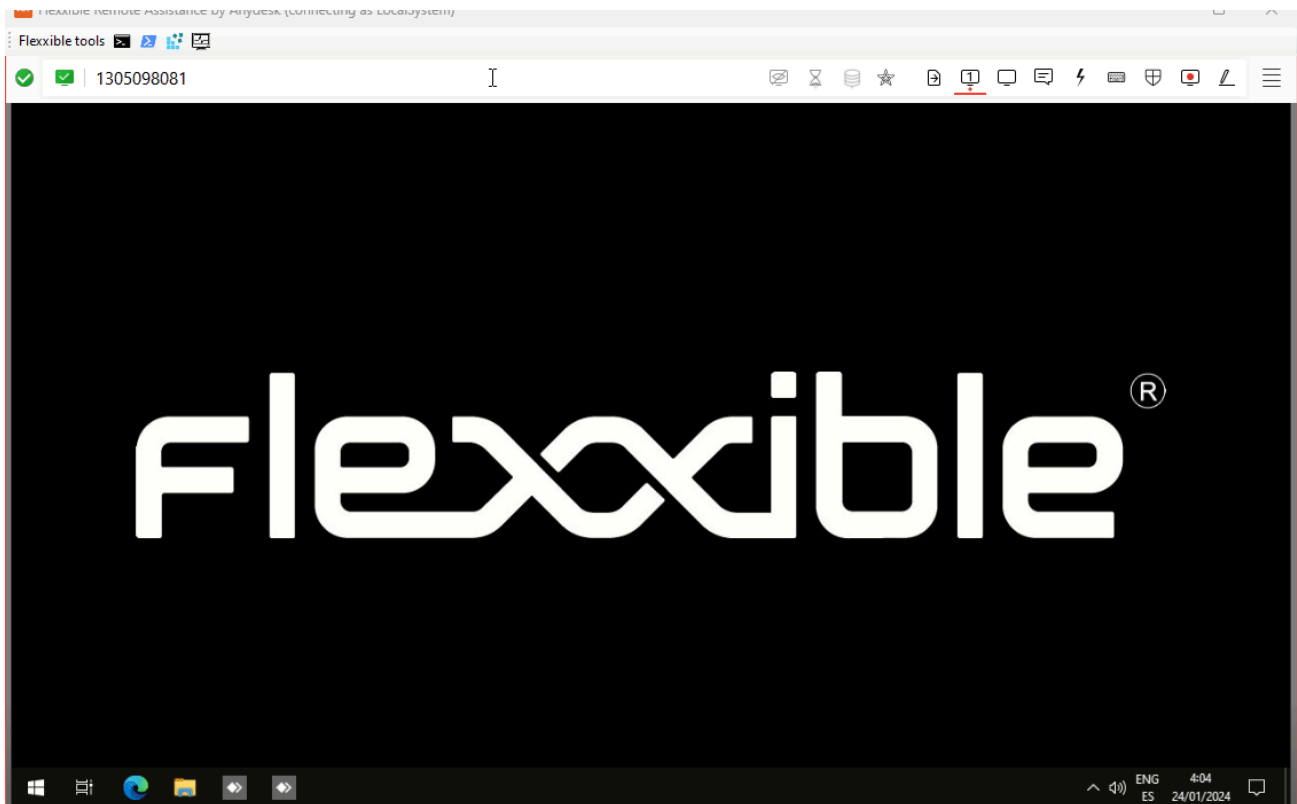 Flexxible Remote Assistance by Anydesk (connecting as LocalSystem)
Flexxible tools
1305098081
1
Flexxible®
ENG 4:04
ES 24/01/2024